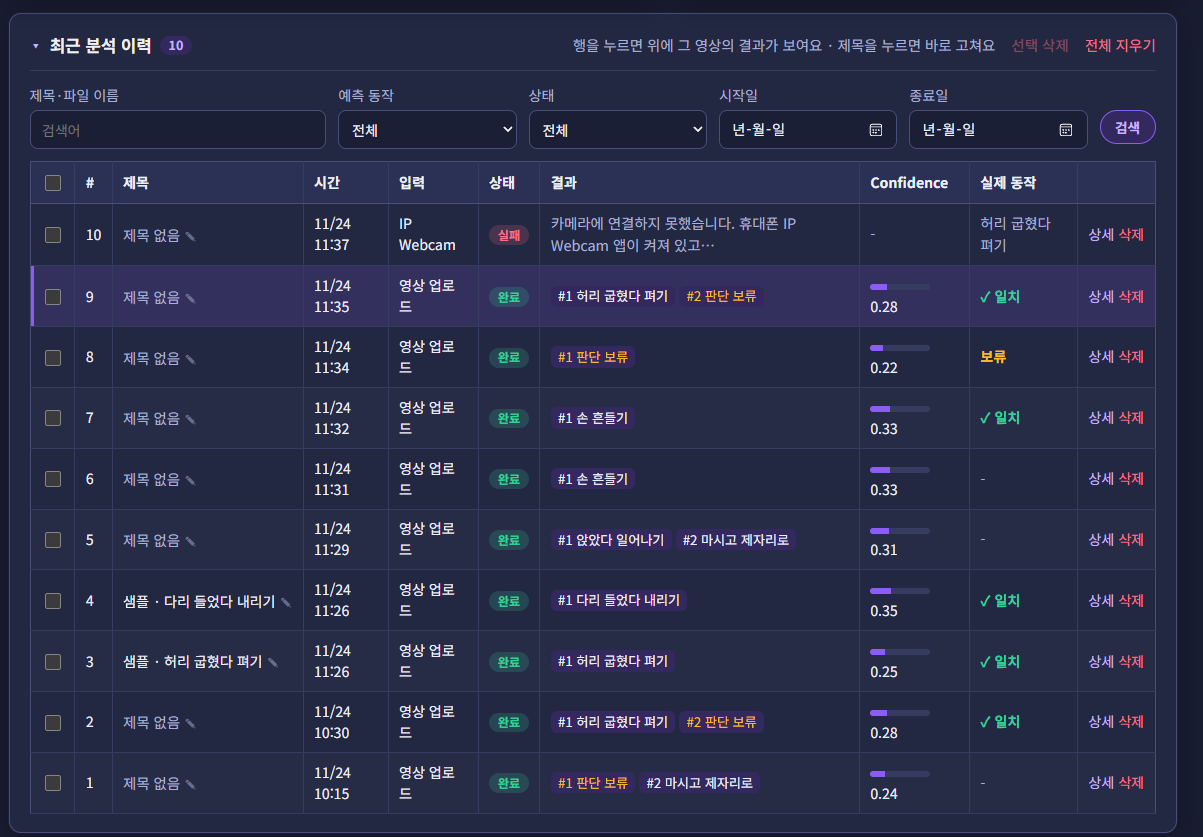 최근 분석 이력 10 행을 누르면 위에 그 영상의 결과가 보여요 · 제목을 누르면 바로 고쳐요 선택 삭제 전체 지우기
제목·파일 이름 예측 동작 상태 시작일 종료일
검색어 전체 전체 년-월-일 년-월-일 검색
# 제목 시간 입력 상태 결과 Confidence 실제 동작
10 제목 없음 11/24 11:37 IP Webcam 실패 카메라에 연결하지 못했습니다. 휴대폰 IP Webcam 앱이 켜져 있고… - 허리 굽혔다 펴기 상세 삭제
9 제목 없음 11/24 11:35 영상 업로드 완료 #1 허리 굽혔다 펴기 #2 판단 보류 0.28 ✓ 일치 상세 삭제
8 제목 없음 11/24 11:34 영상 업로드 완료 #1 판단 보류 0.22 보류 상세 삭제
7 제목 없음 11/24 11:32 영상 업로드 완료 #1 손 흔들기 0.33 ✓ 일치 상세 삭제
6 제목 없음 11/24 11:31 영상 업로드 완료 #1 손 흔들기 0.33 - 상세 삭제
5 제목 없음 11/24 11:29 영상 업로드 완료 #1 앉았다 일어나기 #2 마시고 제자리로 0.31 - 상세 삭제
4 샘플 · 다리 들었다 내리기 11/24 11:26 영상 업로드 완료 #1 다리 들었다 내리기 0.35 ✓ 일치 상세 삭제
3 샘플 · 허리 굽혔다 펴기 11/24 11:26 영상 업로드 완료 #1 허리 굽혔다 펴기 0.25 ✓ 일치 상세 삭제
2 제목 없음 11/24 10:30 영상 업로드 완료 #1 허리 굽혔다 펴기 #2 판단 보류 0.28 ✓ 일치 상세 삭제
1 제목 없음 11/24 10:15 영상 업로드 완료 #1 판단 보류 #2 마시고 제자리로 0.24 - 상세 삭제